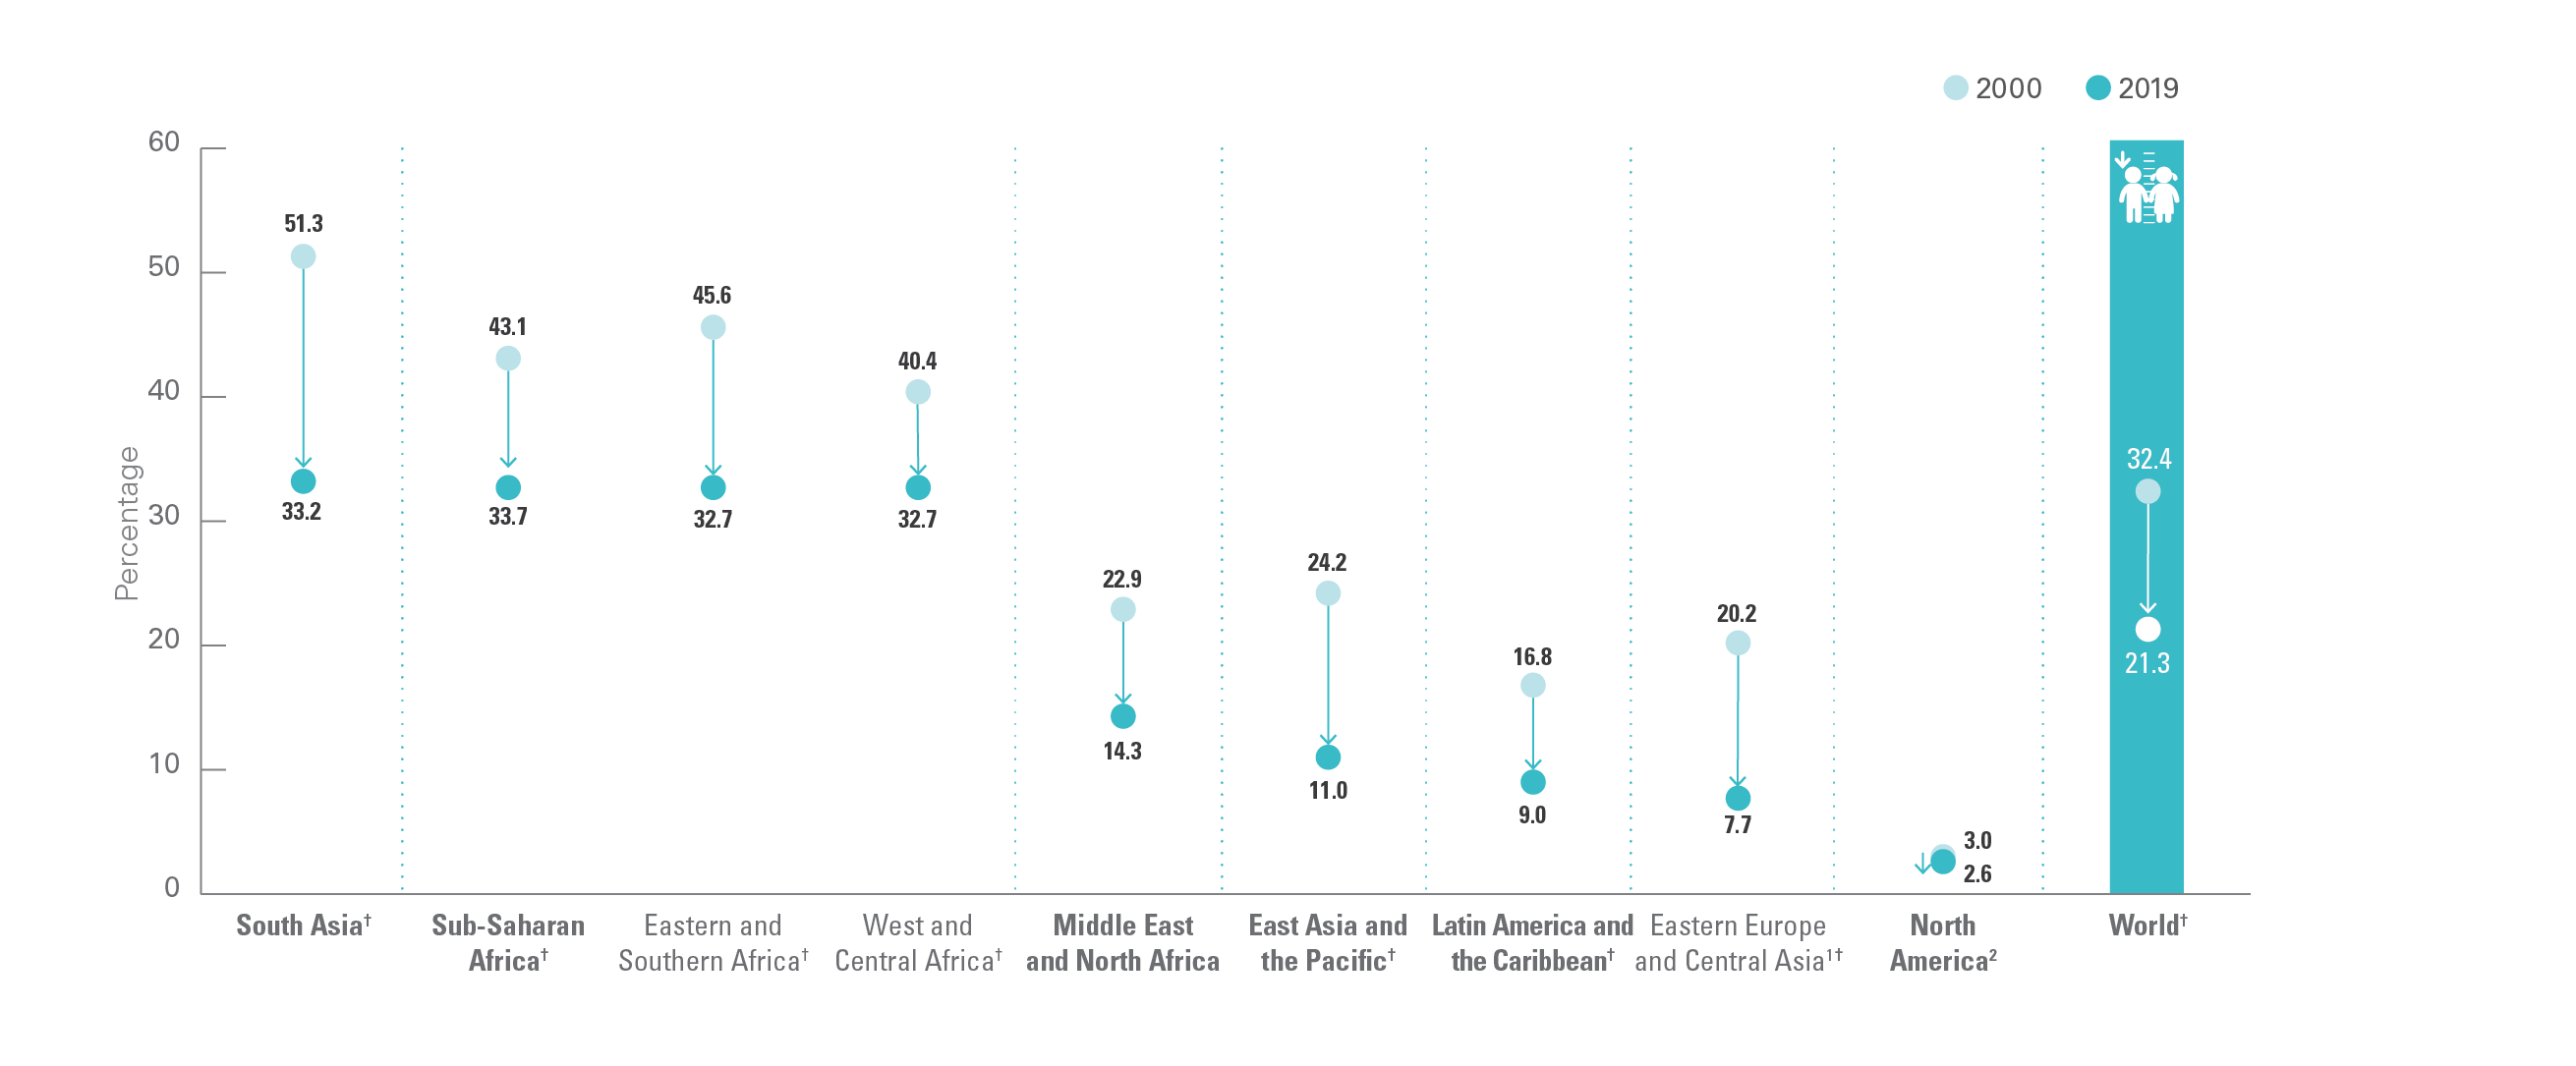 2000 2019
60
50
40
30
20
10
0
Percentage
51.3
33.2
43.1
33.7
45.6
32.7
40.4
32.7
22.9
14.3
24.2
11.0
16.8
9.0
20.2
7.7
3.0
2.6
32.4
21.3
South Asia†
Sub-Saharan
Africa†
Eastern and
Southern Africa†
West and
Central Africa†
Middle East
and North Africa
East Asia and
the Pacific†
Latin America and
the Caribbean†
Eastern Europe
and Central Asia¹†
North
America²
World†